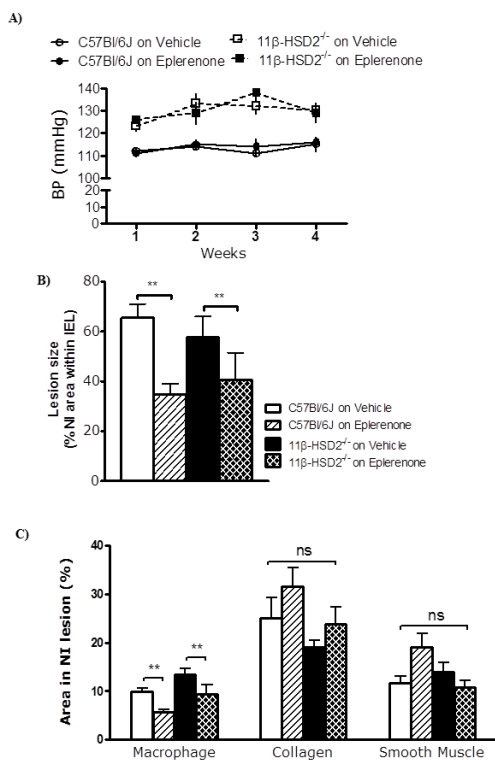 A)
C57Bl/6J on Vehicle
11β-HSD2-/- on Vehicle
C57Bl/6J on Eplerenone
11β-HSD2-/- on Eplerenone
140
130
120
110
100
20
10
0
BP (mmHg)
1 2 3 4
Weeks
B)
80
60
40
20
0
Lesion size
(% NI area within IEL)
** **
C57Bl/6J on Vehicle
C57Bl/6J on Eplerenone
11β-HSD2-/- on Vehicle
11β-HSD2-/- on Eplerenone
C)
40
30
20
10
0
Area in NI lesion (%)
** ** ns ns
Macrophage Collagen Smooth Muscle